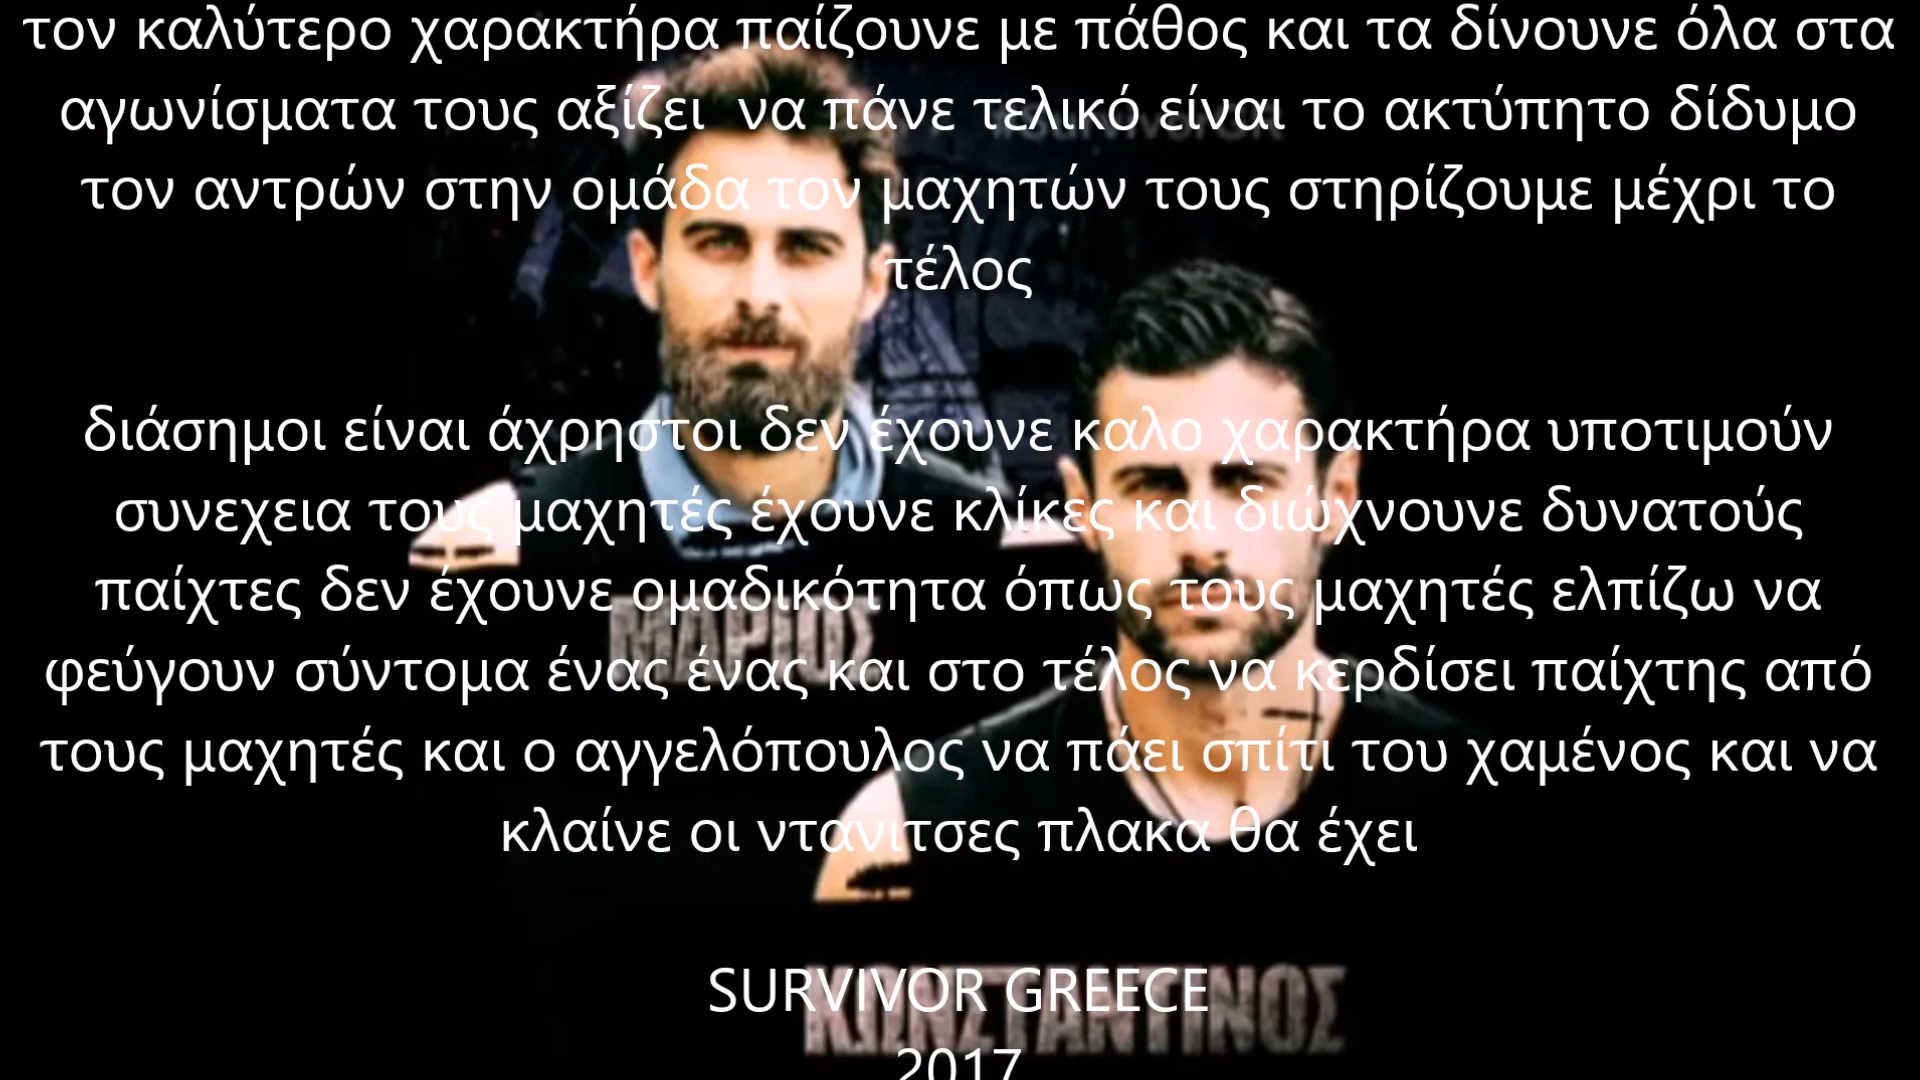 τον καλύτερο χαρακτήρα παίζουνε με πάθος και τα δίνουνε όλα στα
αγωνίσματα τους αξίζει να πάνε τελικό είναι το ακτύπητο δίδυμο
τον αντρών στην ομάδα τον μαχητών τους στηρίζουμε μέχρι το
τέλος
διάσημοι είναι άχρηστοι δεν έχουνε καλο χαρακτήρα υποτιμούν
συνεχεια τους μαχητές έχουνε κλίκες και διώχνουνε δυνατούς
παίχτες δεν έχουνε ομαδικότητα όπως τους μαχητές ελπίζω να
ΜΑΡΙΟΣ
φεύγουν σύντομα ένας ένας και στο τέλος να κερδίσει παίχτης από
τους μαχητές και ο αγγελόπουλος να πάει σπίτι του χαμένος και να
κλαίνε οι ντανιτσες πλακα θα έχει
SURVIVOR GREECE
ΚΩΝΣΤΑΝΤΙΝΟΣ
2017